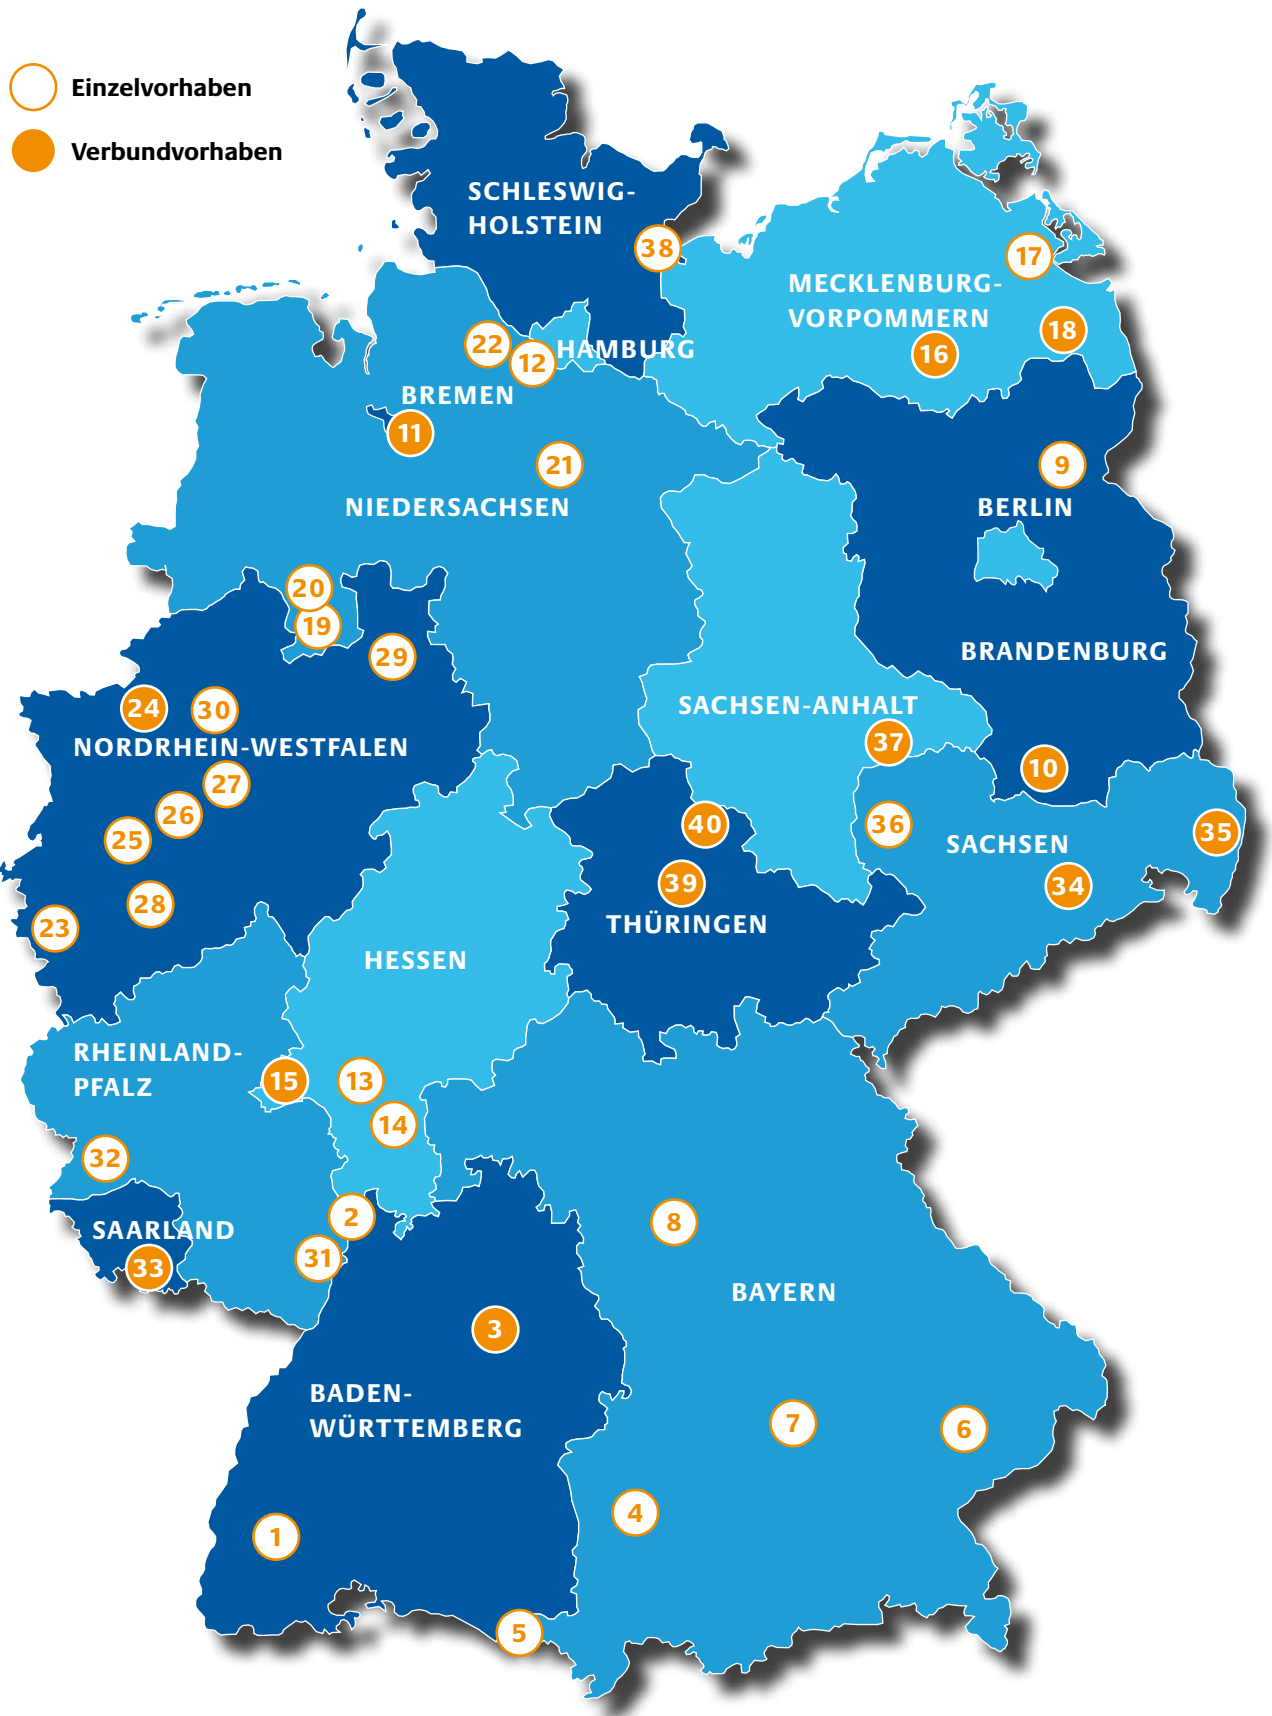 Einzelvorhaben
Verbundvorhaben
SCHLESWIG-
HOLSTEIN
38
17
MECKLENBURG-
VORPOMMERN
18
16
22
12
HAMBURG
BREMEN
11
21
9
NIEDERSACHSEN
BERLIN
20
19
29
BRANDENBURG
24
30
SACHSEN-ANHALT
37
NORDRHEIN-WESTFALEN
10
27
26
25
40
36
35
SACHSEN
28
39
34
23
THÜRINGEN
HESSEN
RHEINLAND-
PFALZ
15
13
14
32
2
8
SAARLAND
31
33
BAYERN
3
BADEN-
WÜRTTEMBERG
7
6
4
1
5